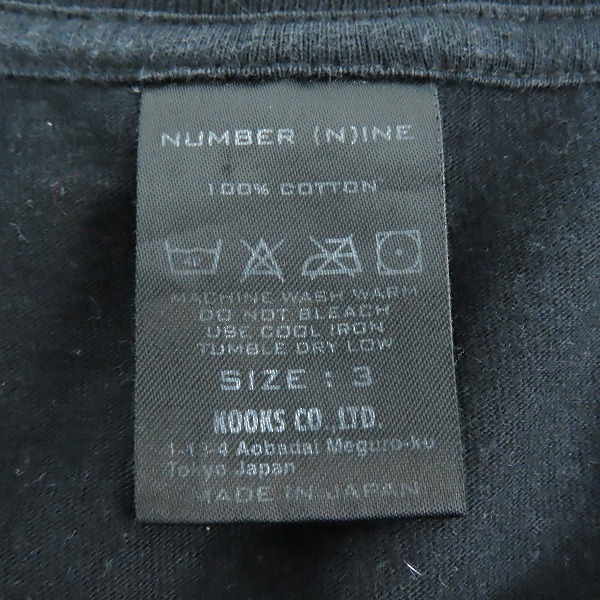 NUMBER (N)INE
100% COTTON
MACHINE WASH WARM
DO NOT BLEACH
USE COOL IRON
TUMBLE DRY LOW
SIZE : 3
KOOKS CO.,LTD.
1-13-4 Aobadai Meguro-ku
Tokyo Japan
MADE IN JAPAN